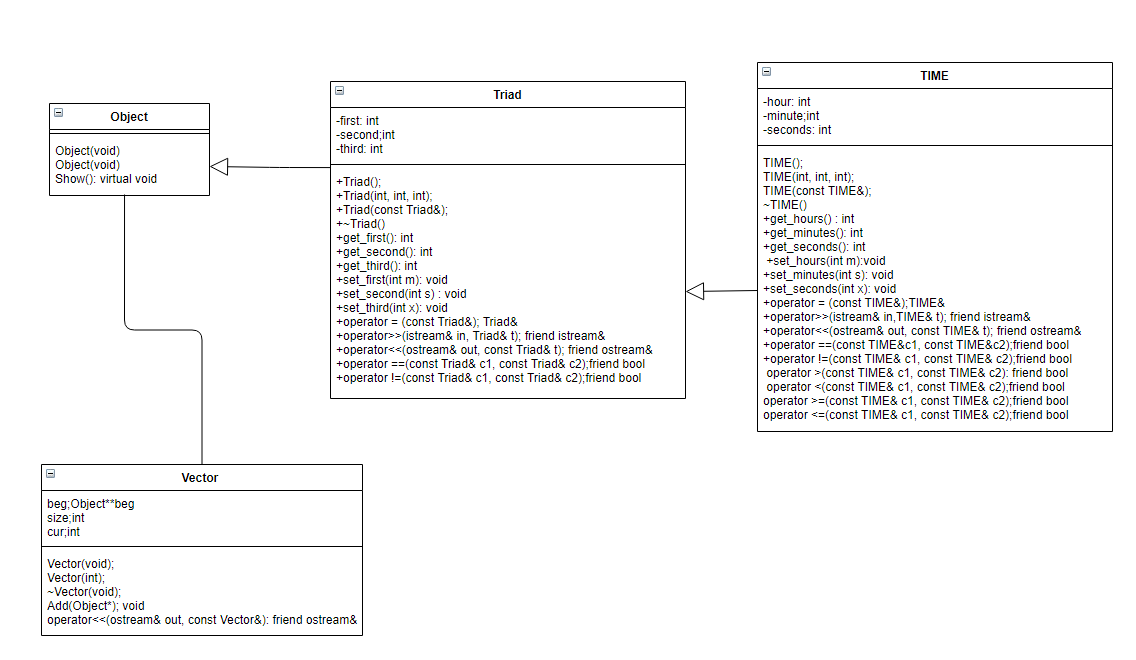 Object
Object(void)
Object(void)
Show(): virtual void
Triad
-first: int
-second;int
-third: int
+Triad();
+Triad(int, int, int);
+Triad(const Triad&);
+~Triad()
+get_first(): int
+get_second(): int
+get_third(): int
+set_first(int m): void
+set_second(int s) : void
+set_third(int x): void
+operator = (const Triad&); Triad&
+operator>>(istream& in, Triad& t); friend istream&
+operator<<(ostream& out, const Triad& t); friend ostream&
+operator ==(const Triad& c1, const Triad& c2);friend bool
+operator !=(const Triad& c1, const Triad& c2);friend bool
TIME
-hour: int
-minute;int
-seconds: int
TIME();
TIME(int, int, int);
TIME(const TIME&);
~TIME()
+get_hours() : int
+get_minutes(): int
+get_seconds(): int
+set_hours(int m):void
+set_minutes(int s): void
+set_seconds(int x): void
+operator = (const TIME&);TIME&
+operator>>(istream& in,TIME& t); friend istream&
+operator<<(ostream& out, const TIME& t); friend ostream&
+operator ==(const TIME&c1, const TIME&c2);friend bool
+operator !=(const TIME& c1, const TIME& c2);friend bool
operator >(const TIME& c1, const TIME& c2): friend bool
operator <(const TIME& c1, const TIME& c2);friend bool
operator >=(const TIME& c1, const TIME& c2);friend bool
operator <=(const TIME& c1, const TIME& c2);friend bool
Vector
beg;Object**beg
size;int
cur;int
Vector(void);
Vector(int);
~Vector(void);
Add(Object*); void
operator<<(ostream& out, const Vector&): friend ostream&